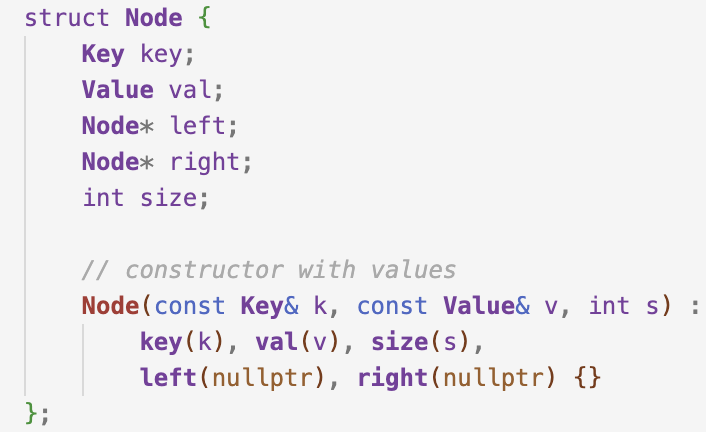 struct Node {
    Key key;
    Value val;
    Node* left;
    Node* right;
    int size;

    // constructor with values
    Node(const Key& k, const Value& v, int s) :
        key(k), val(v), size(s),
        left(nullptr), right(nullptr) {}
};